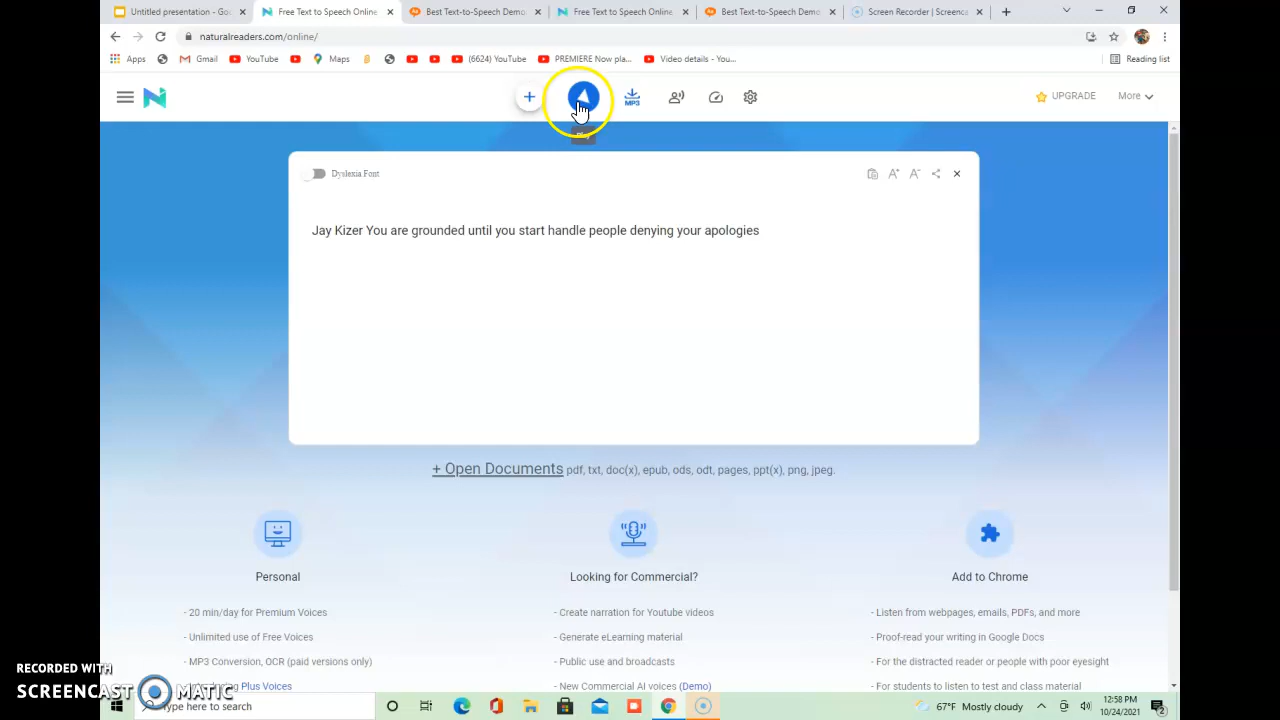 Untitled presentation - Goo
Free Text to Speech Online
Best Text-to-Speech Demo
Free Text to Speech Online
Best Text-to-Speech Demo
Screen Recorder | Screenca
naturalreaders.com/online/
Apps
Gmail
YouTube
Maps
(6624) YouTube
PREMIERE Now pla...
Video details - You...
Reading list
MP3
UPGRADE
More
Dyslexia Font
A+
A-
Jay Kizer You are grounded until you start handle people denying your apologies
+ Open Documents pdf, txt, doc(x), epub, ods, odt, pages, ppt(x), png, jpeg.
Personal
- 20 min/day for Premium Voices
- Unlimited use of Free Voices
- MP3 Conversion, OCR (paid versions only)
Plus Voices
Looking for Commercial?
- Create narration for Youtube videos
- Generate eLearning material
- Public use and broadcasts
- New Commercial AI voices (Demo)
Add to Chrome
- Listen from webpages, emails, PDFs, and more
- Proof-read your writing in Google Docs
- For the distracted reader or people with poor eyesight
- For students to listen to test and class material
RECORDED WITH
SCREENCAST MATIC
Type here to search
67°F Mostly cloudy
12:58 PM
10/24/2021
2